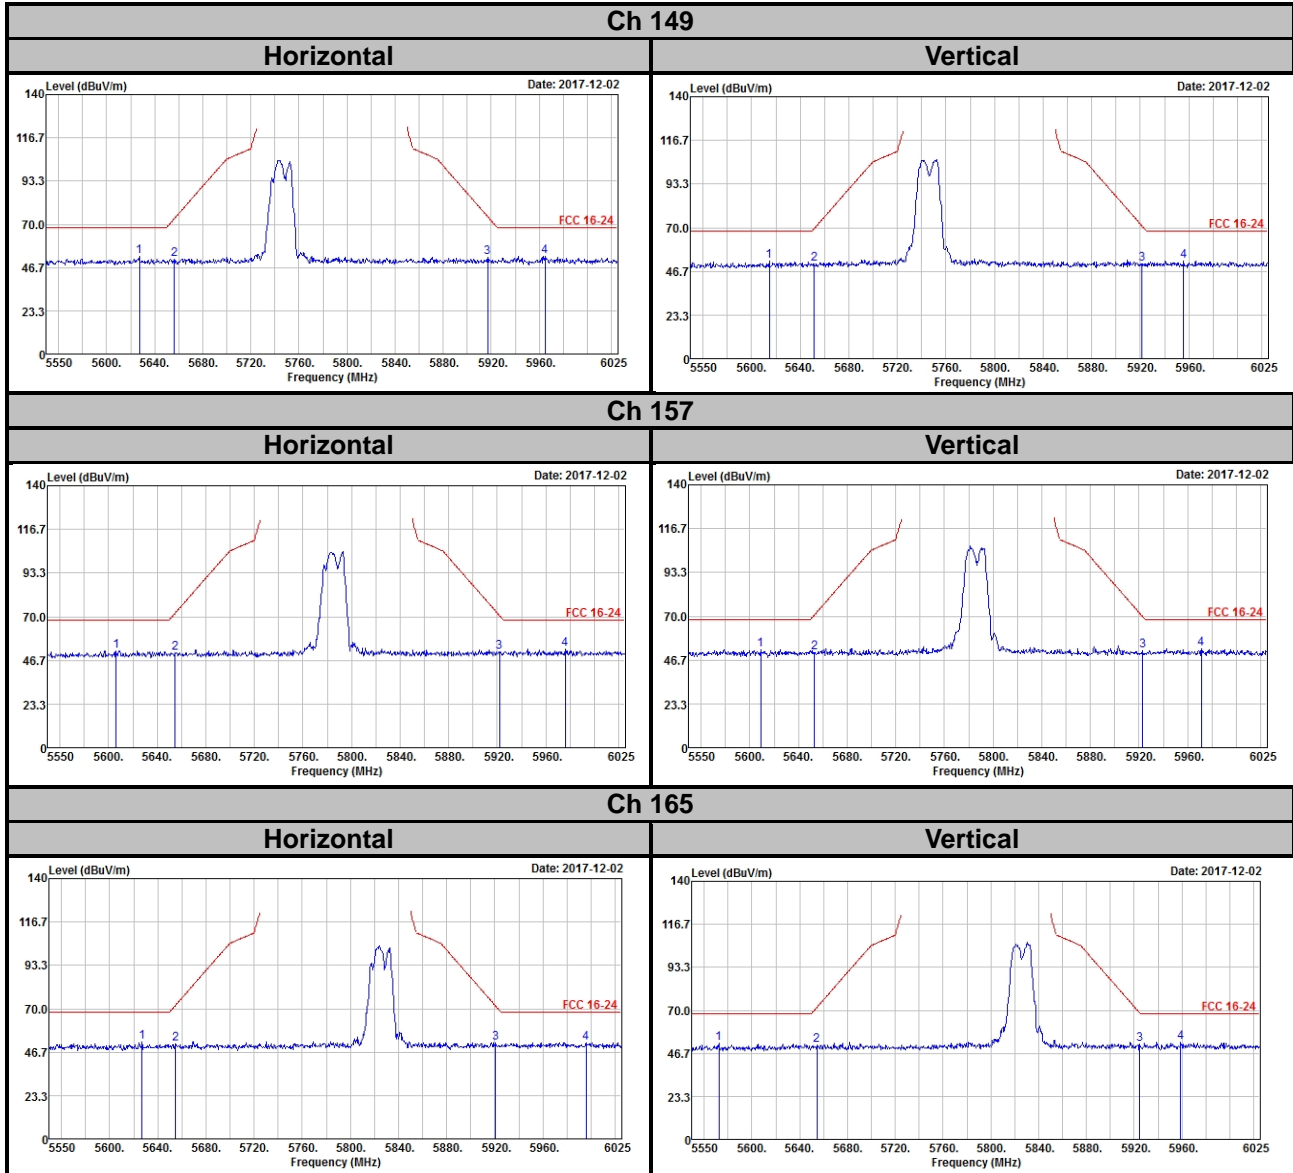 Ch 149
Horizontal Vertical
Level (dBuV/m) Date: 2017-12-02
140
116.7
93.3
70.0
46.7
23.3
0
FCC 16-24
1 2 3 4
5550 5600. 5640. 5680. 5720. 5760. 5800. 5840. 5880. 5920. 5960. 6025
Frequency (MHz)
Level (dBuV/m) Date: 2017-12-02
140
116.7
93.3
70.0
46.7
23.3
0
FCC 16-24
1 2 3 4
5550 5600. 5640. 5680. 5720. 5760. 5800. 5840. 5880. 5920. 5960. 6025
Frequency (MHz)
Ch 157
Horizontal Vertical
Level (dBuV/m) Date: 2017-12-02
140
116.7
93.3
70.0
46.7
23.3
0
FCC 16-24
1 2 3 4
5550 5600. 5640. 5680. 5720. 5760. 5800. 5840. 5880. 5920. 5960. 6025
Frequency (MHz)
Level (dBuV/m) Date: 2017-12-02
140
116.7
93.3
70.0
46.7
23.3
0
FCC 16-24
1 2 3 4
5550 5600. 5640. 5680. 5720. 5760. 5800. 5840. 5880. 5920. 5960. 6025
Frequency (MHz)
Ch 165
Horizontal Vertical
Level (dBuV/m) Date: 2017-12-02
140
116.7
93.3
70.0
46.7
23.3
0
FCC 16-24
1 2 3 4
5550 5600. 5640. 5680. 5720. 5760. 5800. 5840. 5880. 5920. 5960. 6025
Frequency (MHz)
Level (dBuV/m) Date: 2017-12-02
140
116.7
93.3
70.0
46.7
23.3
0
FCC 16-24
1 2 3 4
5550 5600. 5640. 5680. 5720. 5760. 5800. 5840. 5880. 5920. 5960. 6025
Frequency (MHz)